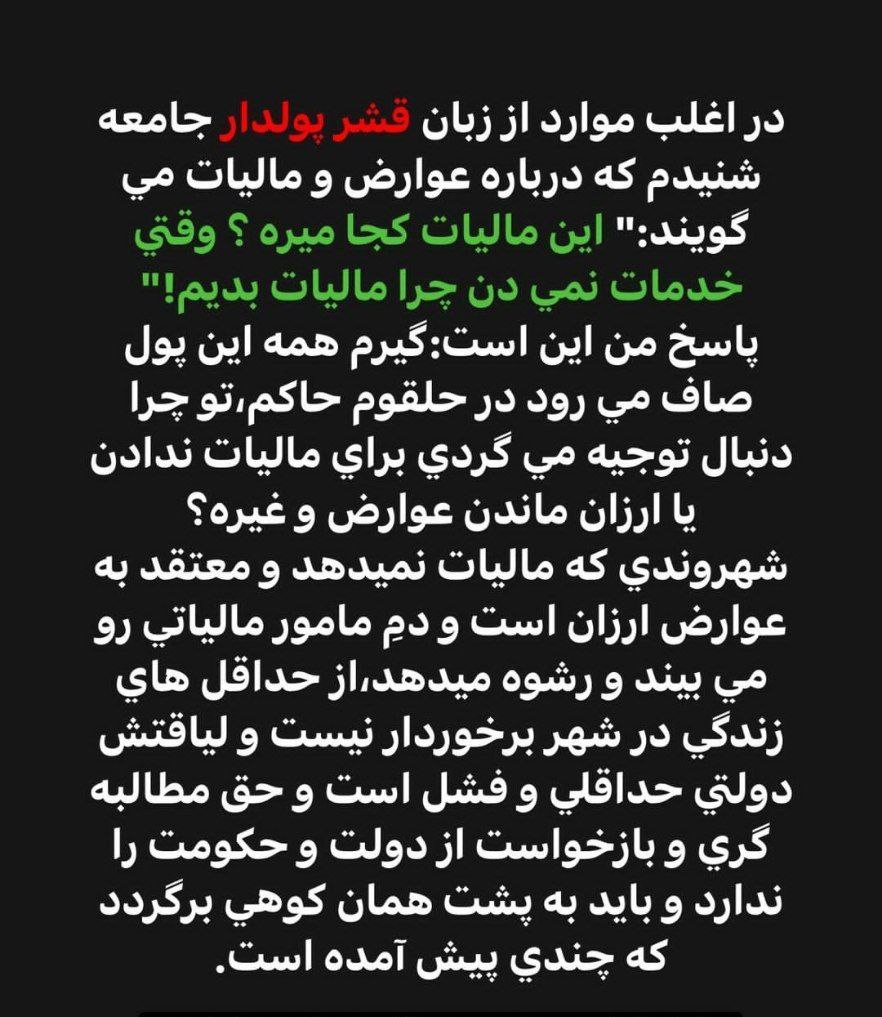 در اغلب موارد از زبان قشر پولدار جامعه
شنيدم كه درباره عوارض و ماليات مي
گويند:" اين ماليات كجا ميره ؟ وقتي
خدمات نمي دن چرا ماليات بديم!"
پاسخ من اين است:گيرم همه اين پول
صاف مي رود در حلقوم حاكم،تو چرا
دنبال توجيه مي گردي براي ماليات ندادن
يا ارزان ماندن عوارض و غيره؟
شهروندي كه ماليات نميدهد و معتقد به
عوارض ارزان است و دمِ مامور مالياتي رو
مي بيند و رشوه ميدهد،از حداقل هاي
زندگي در شهر برخوردار نيست و لياقتش
دولتي حداقلي و فشل است و حق مطالبه
گري و بازخواست از دولت و حكومت را
ندارد و بايد به پشت همان كوهي برگردد
كه چندي پيش آمده است.